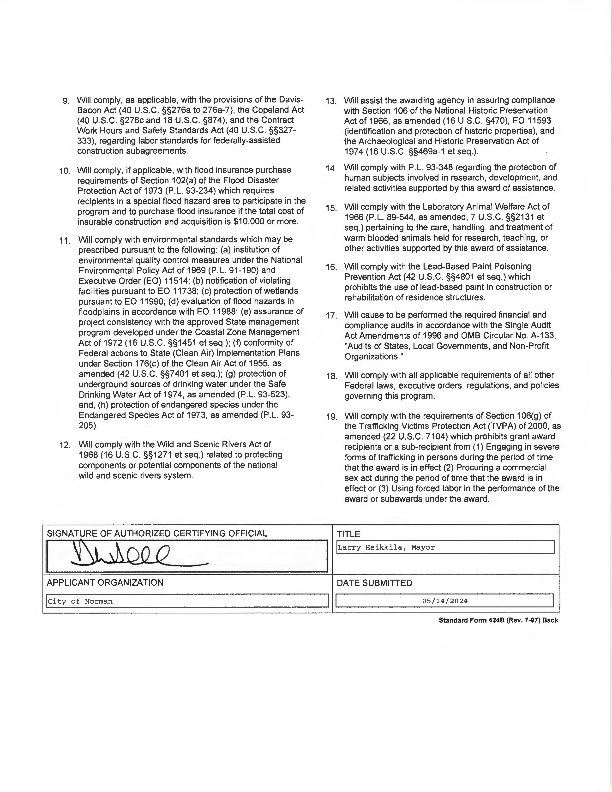 9. Will comply, as applicable, with the provisions of the Davis-
Bacon Act (40 U.S.C. §§276a to 276a-7), the Copeland Act
(40 U.S.C. §276c and 18 U.S.C. §874), and the Contract
Work Hours and Safety Standards Act (40 U.S.C. §§327-
333), regarding labor standards for federally-assisted
construction subagreements.
10. Will comply, if applicable, with flood insurance purchase
requirements of Section 102(a) of the Flood Disaster
Protection Act of 1973 (P.L. 93-234) which requires
recipients in a special flood hazard area to participate in the
program and to purchase flood insurance if the total cost of
insurable construction and acquisition is $10,000 or more.
11. Will comply with environmental standards which may be
prescribed pursuant to the following: (a) institution of
environmental quality control measures under the National
Environmental Policy Act of 1969 (P.L. 91-190) and
Executive Order (EO) 11514; (b) notification of violating
facilities pursuant to EO 11738; (c) protection of wetlands
pursuant to EO 11990; (d) evaluation of flood hazards in
floodplains in accordance with EO 11988; (e) assurance of
project consistency with the approved State management
program developed under the Coastal Zone Management
Act of 1972 (16 U.S.C. §§1451 et seq.); (f) conformity of
Federal actions to State (Clean Air) Implementation Plans
under Section 176(c) of the Clean Air Act of 1955, as
amended (42 U.S.C. §§7401 et seq.); (g) protection of
underground sources of drinking water under the Safe
Drinking Water Act of 1974, as amended (P.L. 93-523);
and, (h) protection of endangered species under the
Endangered Species Act of 1973, as amended (P.L. 93-
205).
12. Will comply with the Wild and Scenic Rivers Act of
1968 (16 U.S.C. §§1271 et seq.) related to protecting
components or potential components of the national
wild and scenic rivers system.
13. Will assist the awarding agency in assuring compliance
with Section 106 of the National Historic Preservation
Act of 1966, as amended (16 U.S.C. §470), EO 11593
(identification and protection of historic properties), and
the Archaeological and Historic Preservation Act of
1974 (16 U.S.C. §§469a-1 et seq.).
14 Will comply with P.L. 93-348 regarding the protection of
human subjects involved in research, development, and
related activities supported by this award of assistance.
15. Will comply with the Laboratory Animal Welfare Act of
1966 (P.L. 89-544, as amended, 7 U.S.C. §§2131 et
seq.) pertaining to the care, handling, and treatment of
warm blooded animals held for research, teaching, or
other activities supported by this award of assistance.
16. Will comply with the Lead-Based Paint Poisoning
Prevention Act (42 U.S.C. §§4801 et seq.) which
prohibits the use of lead-based paint in construction or
rehabilitation of residence structures.
17. Will cause to be performed the required financial and
compliance audits in accordance with the Single Audit
Act Amendments of 1996 and OMB Circular No. A-133,
"Audits of States, Local Governments, and Non-Profit
Organizations."
18. Will comply with all applicable requirements of all other
Federal laws, executive orders, regulations, and policies
governing this program.
19. Will comply with the requirements of Section 106(g) of
the Trafficking Victims Protection Act (TVPA) of 2000, as
amended (22 U.S.C. 7104) which prohibits grant award
recipients or a sub-recipient from (1) Engaging in severe
forms of trafficking in persons during the period of time
that the award is in effect (2) Procuring a commercial
sex act during the period of time that the award is in
effect or (3) Using forced labor in the performance of the
award or subawards under the award.
SIGNATURE OF AUTHORIZED CERTIFYING OFFICIAL
TITLE
Larry Heikkila, Mayor
APPLICANT ORGANIZATION
DATE SUBMITTED
City of Norman
05/14/2024
Standard Form 424B (Rev. 7-97) Back